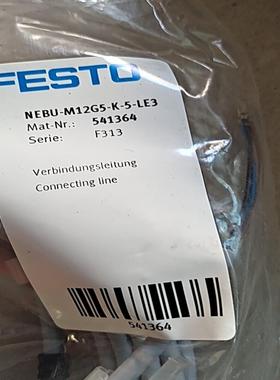 FESTO
NEBU-M12G5-K-5-LE3
Mat-Nr.: 541364
Serie: F313
Verbindungsleitung
Connecting line
541364